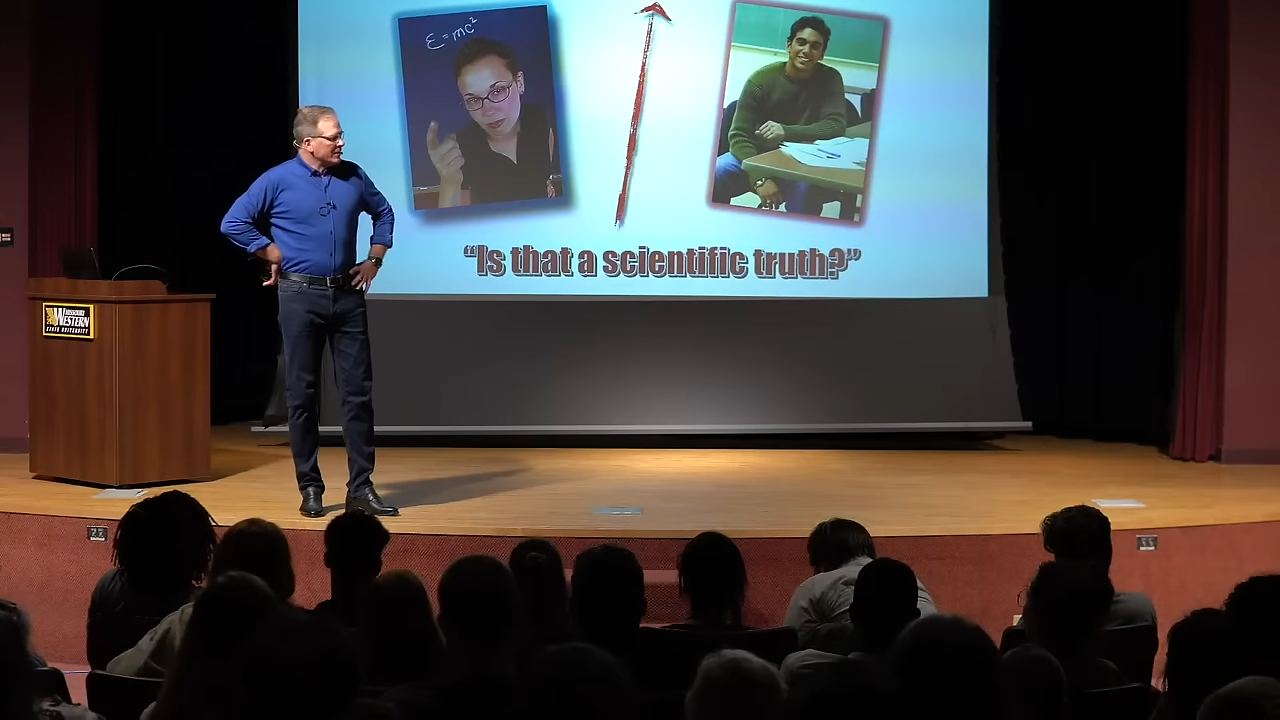 E=mc²
“Is that a scientific truth?”
MISSOURI
WESTERN
STATE UNIVERSITY